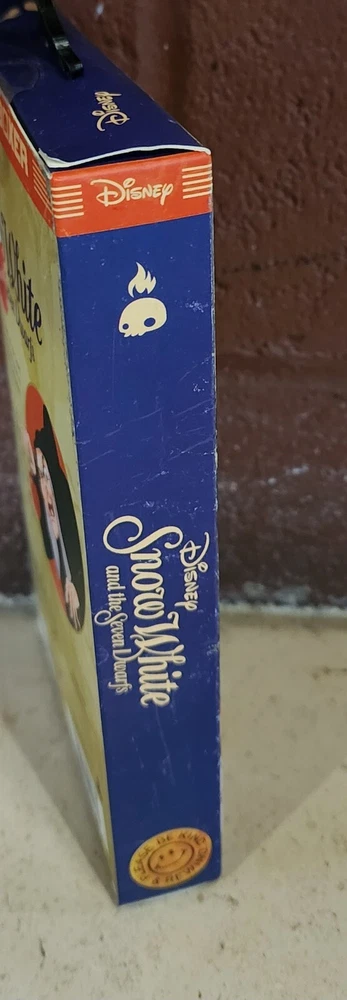 Disney
Disney
White
Disney
Snow White
and the Seven Dwarfs
PLEASE BE KIND
& REWIND